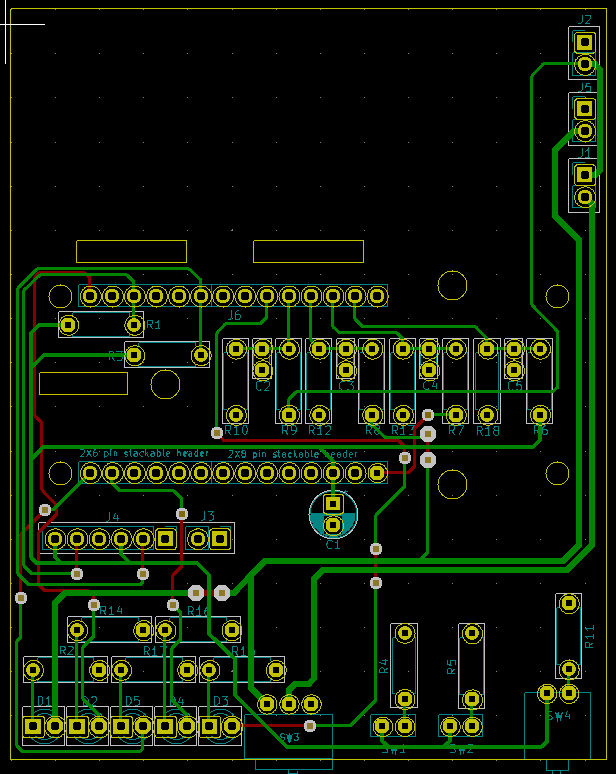 J2
J5
J1
J6
R1
R3
C2
C3
C4
C5
R10
R9
R12
R8
R13
R7
R18
R6
2X6 pin stackable header
2X8 pin stackable header
J4
J3
C1
R14
R16
R2
R17
R15
R4
R5
R11
D1
D2
D5
D4
D3
SW3
SW1
SW2
SW4